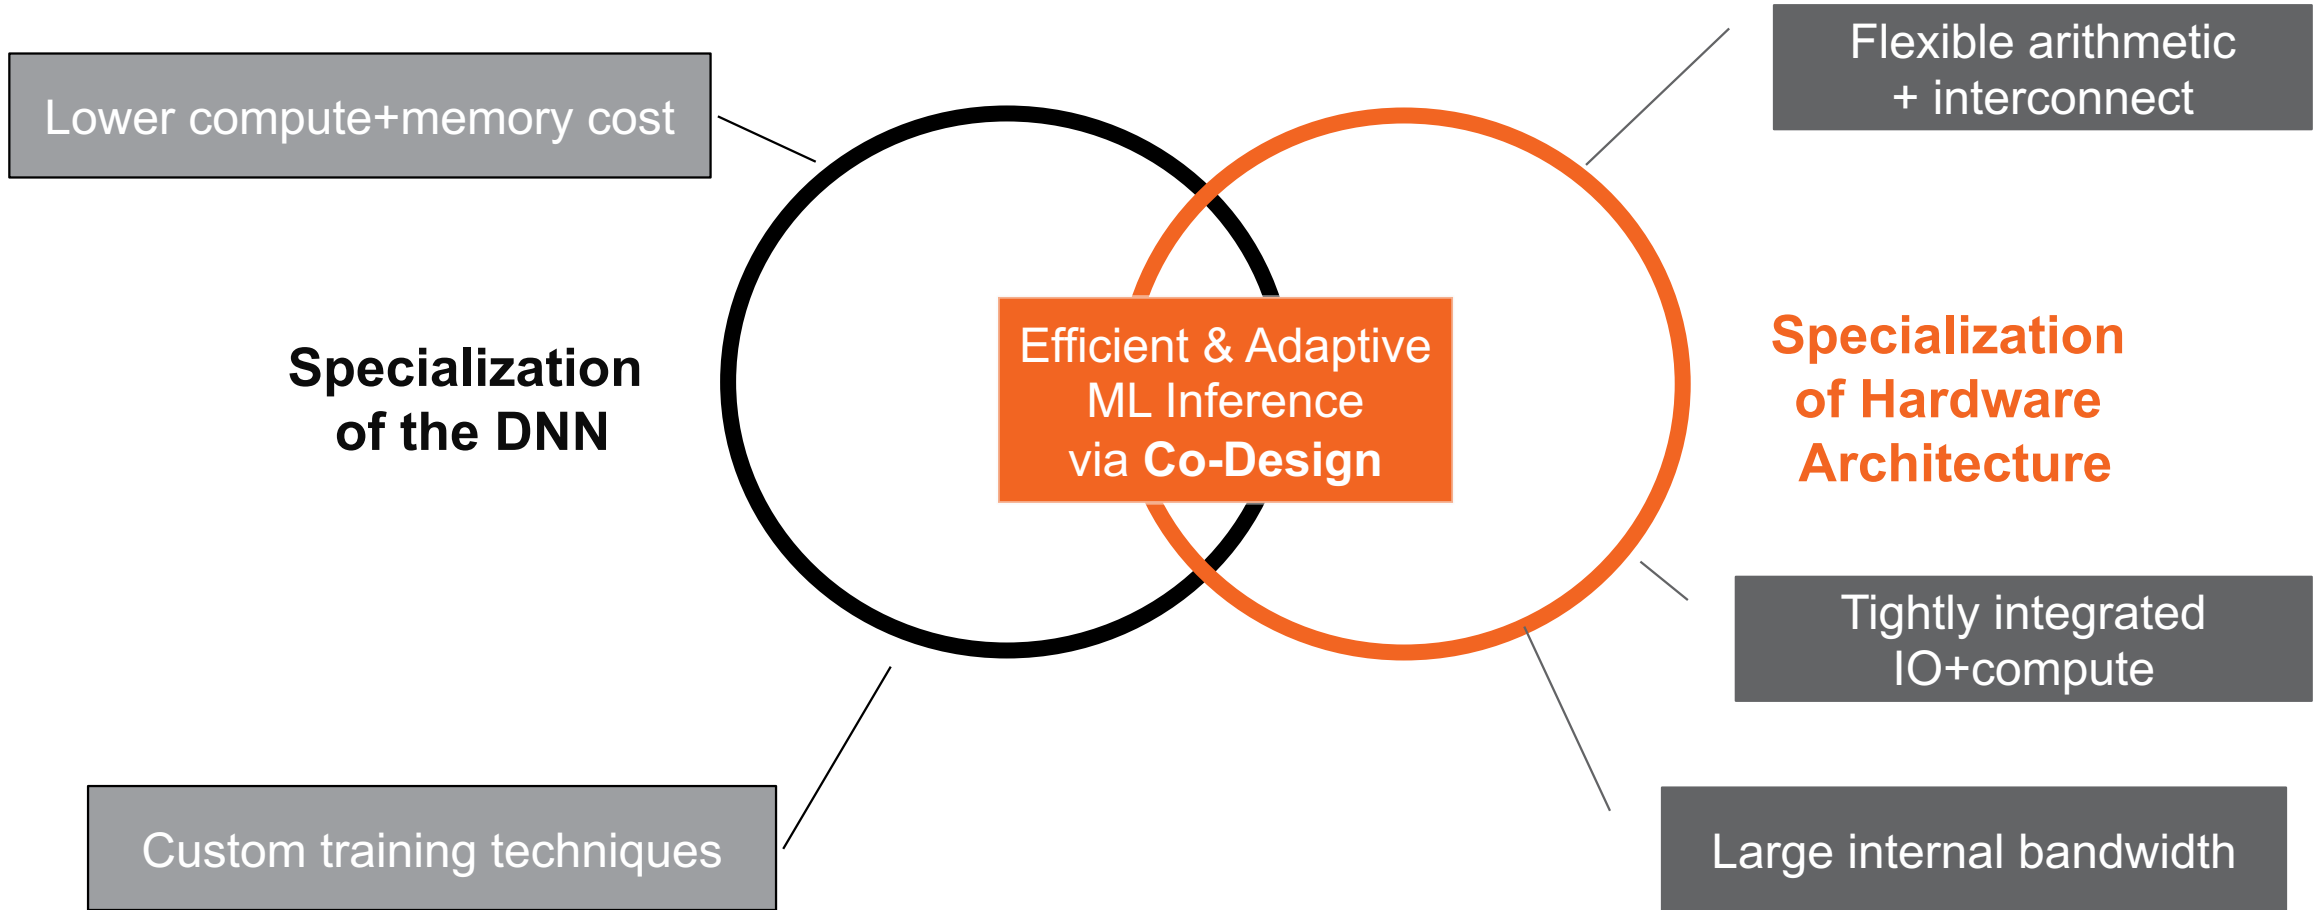 Lower compute+memory cost
Flexible arithmetic
+ interconnect
Specialization
of the DNN
Efficient & Adaptive
ML Inference
via Co-Design
Specialization
of Hardware
Architecture
Tightly integrated
IO+compute
Custom training techniques
Large internal bandwidth